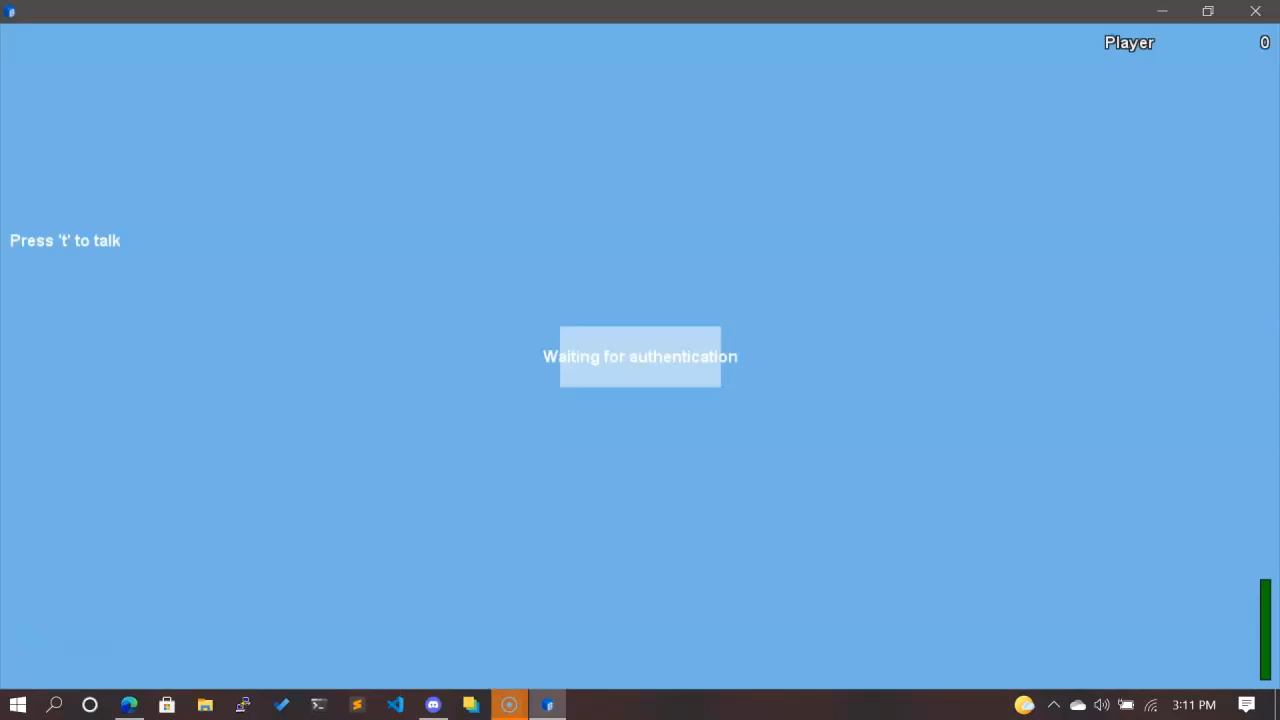 Player 0
Press 't' to talk
Waiting for authentication
3:11 PM